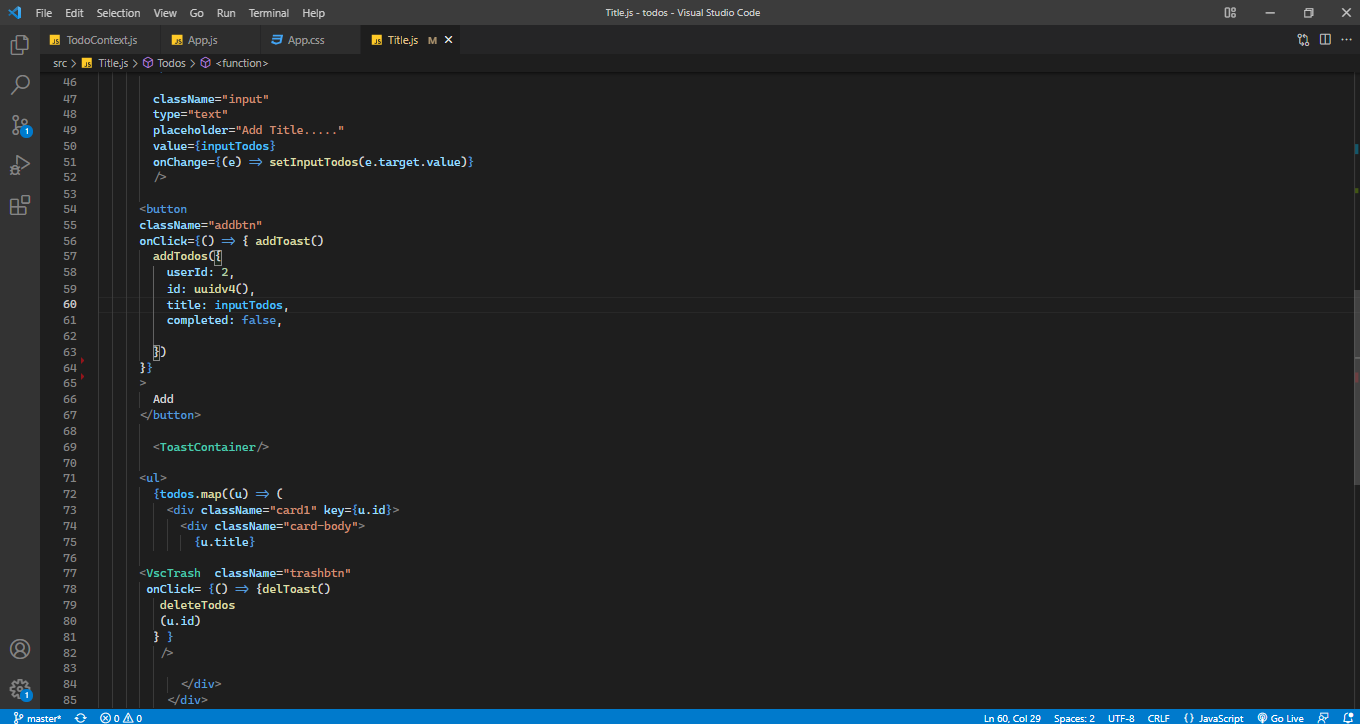 File Edit Selection View Go Run Terminal Help
Title.js - todos - Visual Studio Code
JS TodoContext.js
JS App.js
App.css
JS Title.js M
src > JS Title.js > Todos > <function>
46
47 className="input"
48 type="text"
49 placeholder="Add Title....."
50 value={inputTodos}
51 onChange={(e) => setInputTodos(e.target.value)}
52 />
53
54 <button
55 className="addbtn"
56 onClick={() => { addToast()
57 addTodos({
58 userId: 2,
59 id: uuidv4(),
60 title: inputTodos,
61 completed: false,
62
63 })
64 }}
65 >
66 Add
67 </button>
68
69 <ToastContainer/>
70
71 <ul>
72 {todos.map((u) => (
73 <div className="card1" key={u.id}>
74 <div className="card-body">
75 {u.title}
76
77 <VscTrash className="trashbtn"
78 onClick= {() => {delToast()
79 deleteTodos
80 (u.id)
81 } }
82 />
83
84 </div>
85 </div>
1
1
master*
0 0
Ln 60, Col 29
Spaces: 2
UTF-8
CRLF
{} JavaScript
Go Live